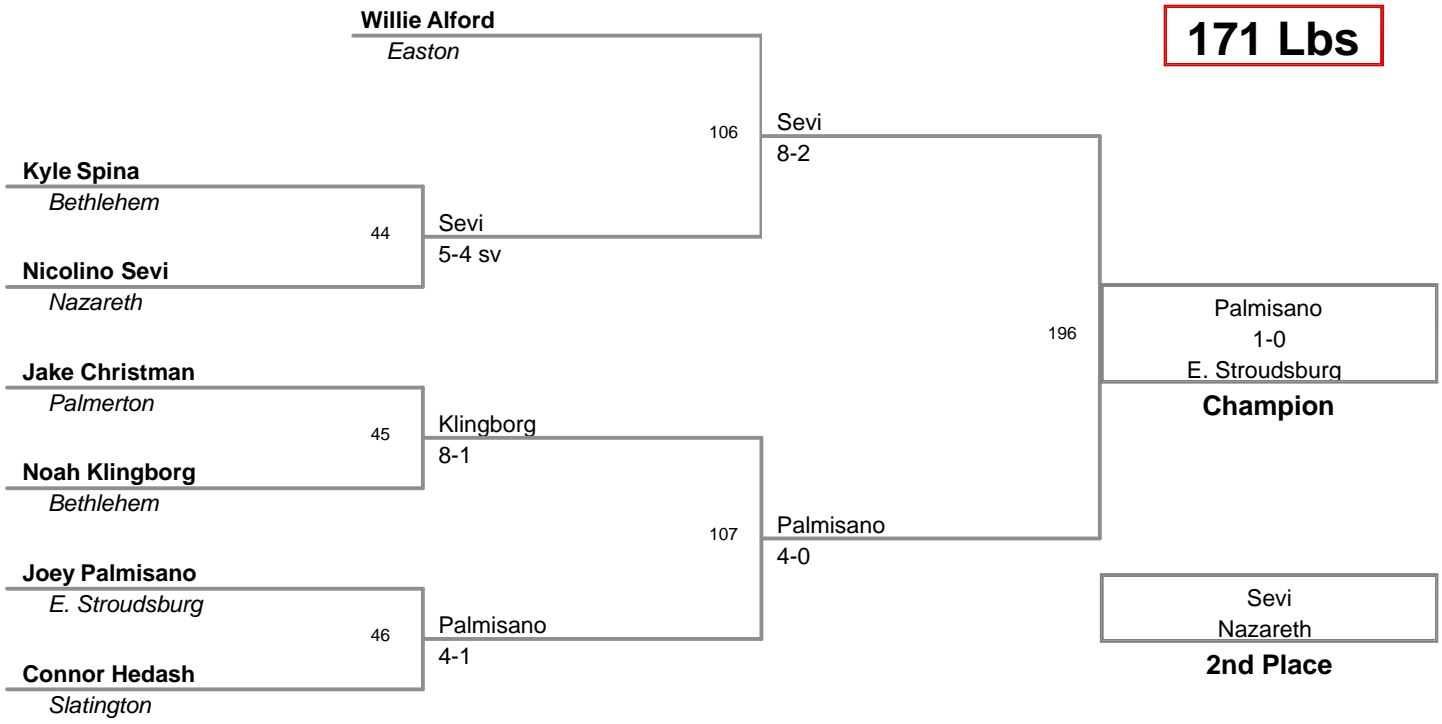 Willie Alford
Easton
171 Lbs
106
Sevi
8-2
Kyle Spina
Bethlehem
44
Sevi
5-4 sv
Nicolino Sevi
Nazareth
196
Palmisano
1-0
E. Stroudsburg
Champion
Jake Christman
Palmerton
45
Klingborg
8-1
Noah Klingborg
Bethlehem
107
Palmisano
4-0
Joey Palmisano
E. Stroudsburg
46
Palmisano
4-1
Connor Hedash
Slatington
Sevi
Nazareth
2nd Place